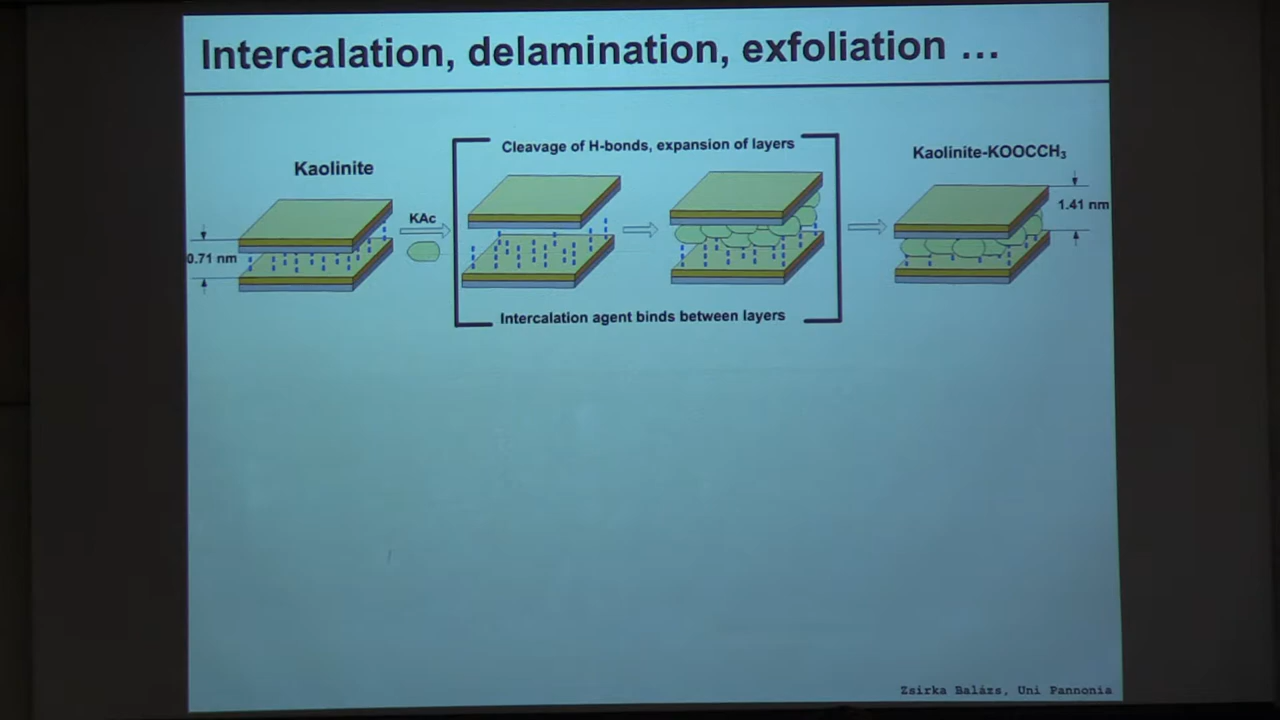 Intercalation, delamination, exfoliation ...
Kaolinite
0.71 nm
KAc
Cleavage of H-bonds, expansion of layers
Intercalation agent binds between layers
Kaolinite-KOOCCH₃
1.41 nm
Zsirka Balázs, Uni Pannonia